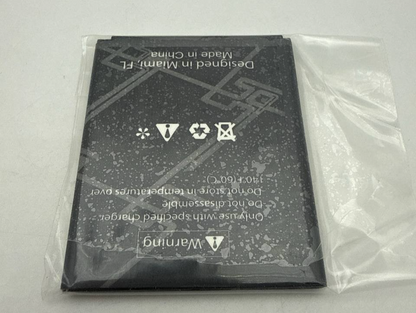 Warning
Only use with specified charger.
Do not disassemble
Do not store in temperatures over
140°F(60°C)
Designed in Miami, FL
Made in China